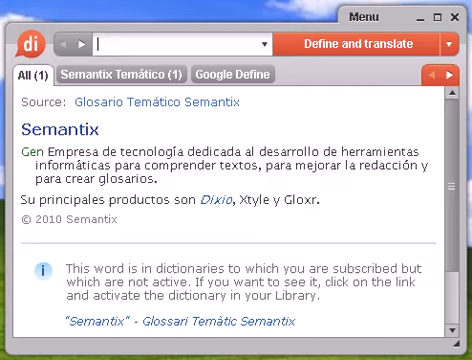 Menu
di
Define and translate
All (1) Semantix Temático (1) Google Define
Source: Glosario Temático Semantix
Semantix
Gen Empresa de tecnología dedicada al desarrollo de herramientas
informáticas para comprender textos, para mejorar la redacción y
para crear glosarios.
Su principales productos son Dixio, Xtyle y Gloxr.
© 2010 Semantix
i
This word is in dictionaries to which you are subscribed but
which are not active. If you want to see it, click on the link
and activate the dictionary in your Library.
"Semantix" - Glossari Temàtic Semantix